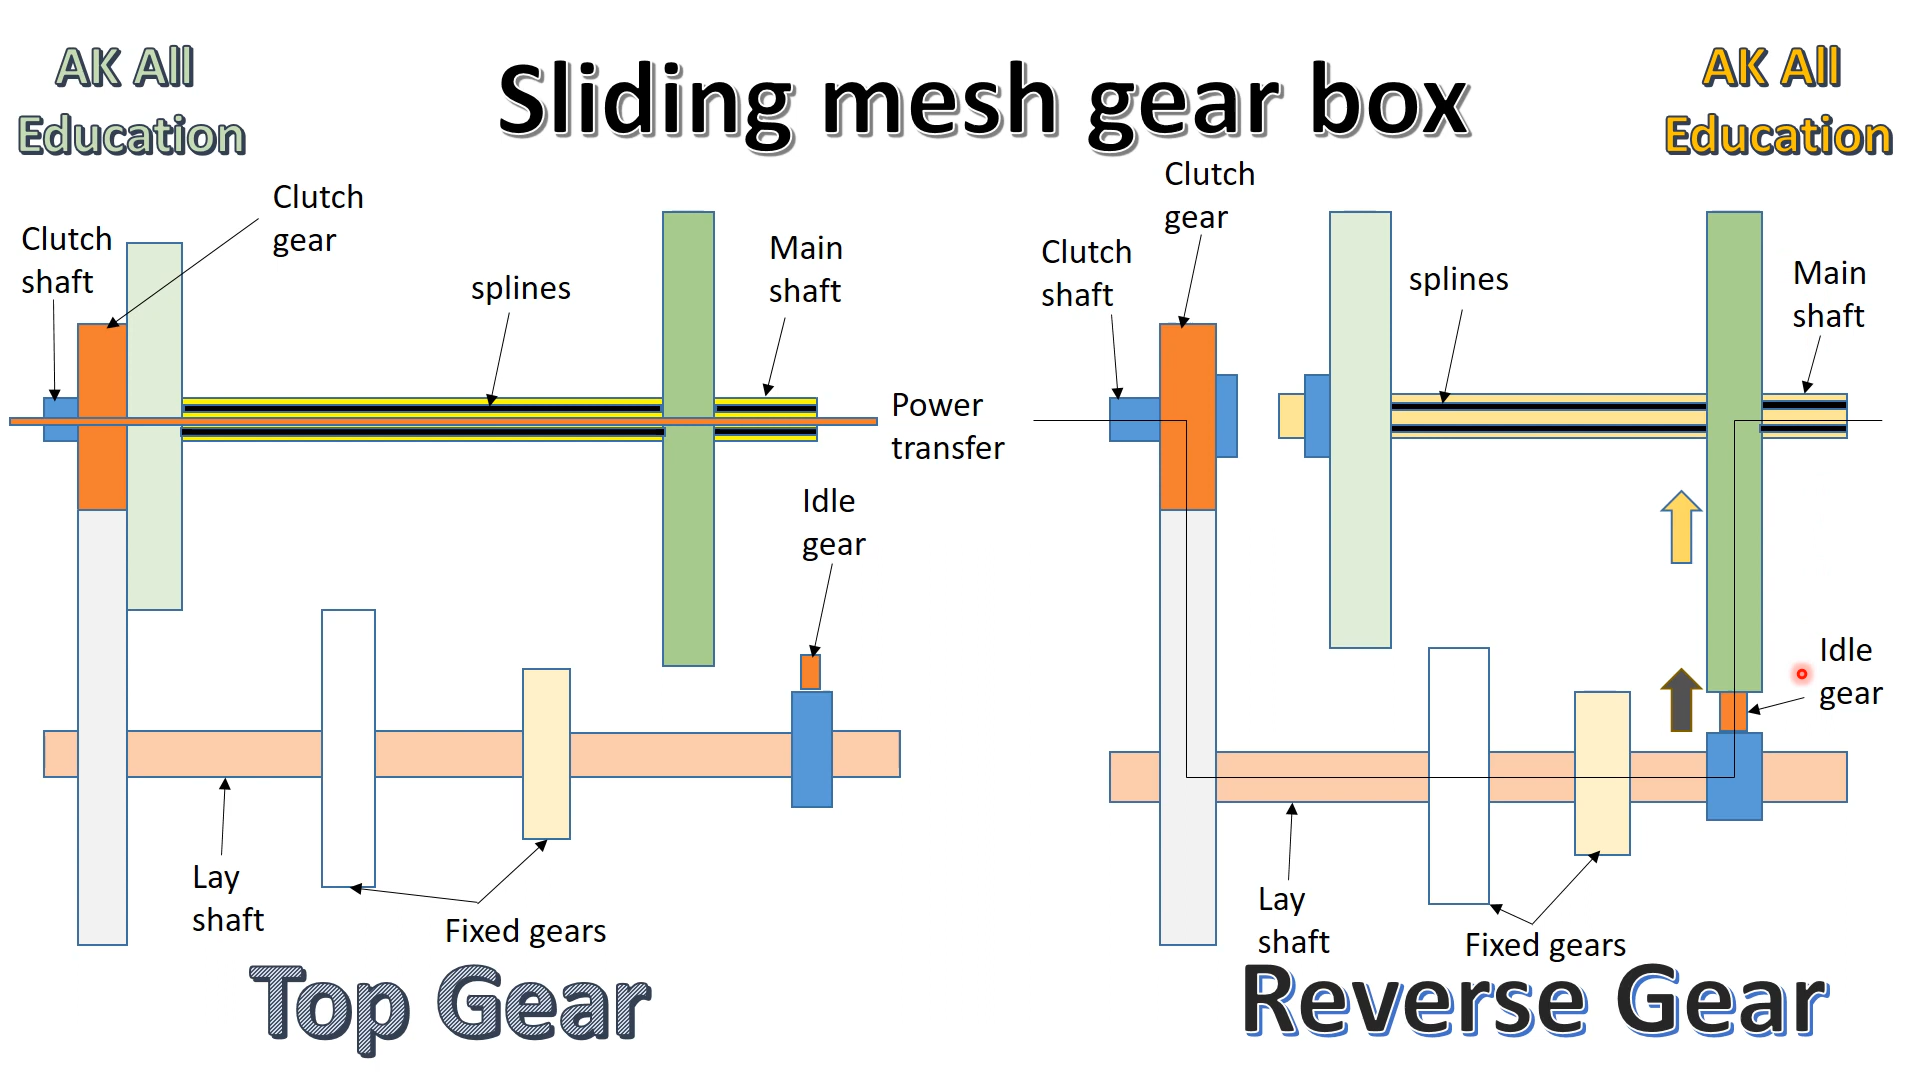 AK All
Education
Sliding mesh gear box
AK All
Education
Clutch
gear
Clutch
shaft
splines
Main
shaft
Power
transfer
Idle
gear
Lay
shaft
Fixed gears
Top Gear
Clutch
gear
Clutch
shaft
splines
Main
shaft
Idle
gear
Lay
shaft
Fixed gears
Reverse Gear